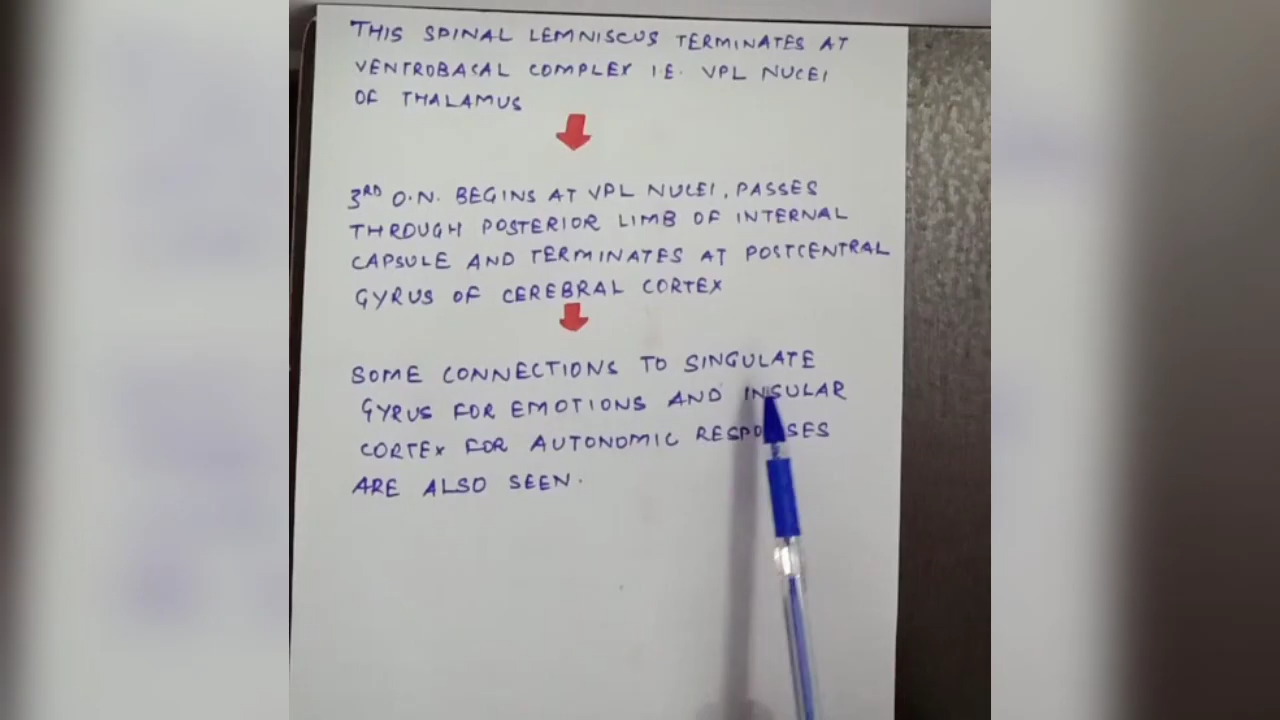 THIS SPINAL LEMNISCUS TERMINATES AT
VENTROBASAL COMPLEX I.E. VPL NUCEI
OF THALAMUS
3RD O.N. BEGINS AT VPL NUCEI, PASSES
THROUGH POSTERIOR LIMB OF INTERNAL
CAPSULE AND TERMINATES AT POSTCENTRAL
GYRUS OF CEREBRAL CORTEX
SOME CONNECTIONS TO SINGULATE
GYRUS FOR EMOTIONS AND INSULAR
CORTEX FOR AUTONOMIC RESPONSES
ARE ALSO SEEN.